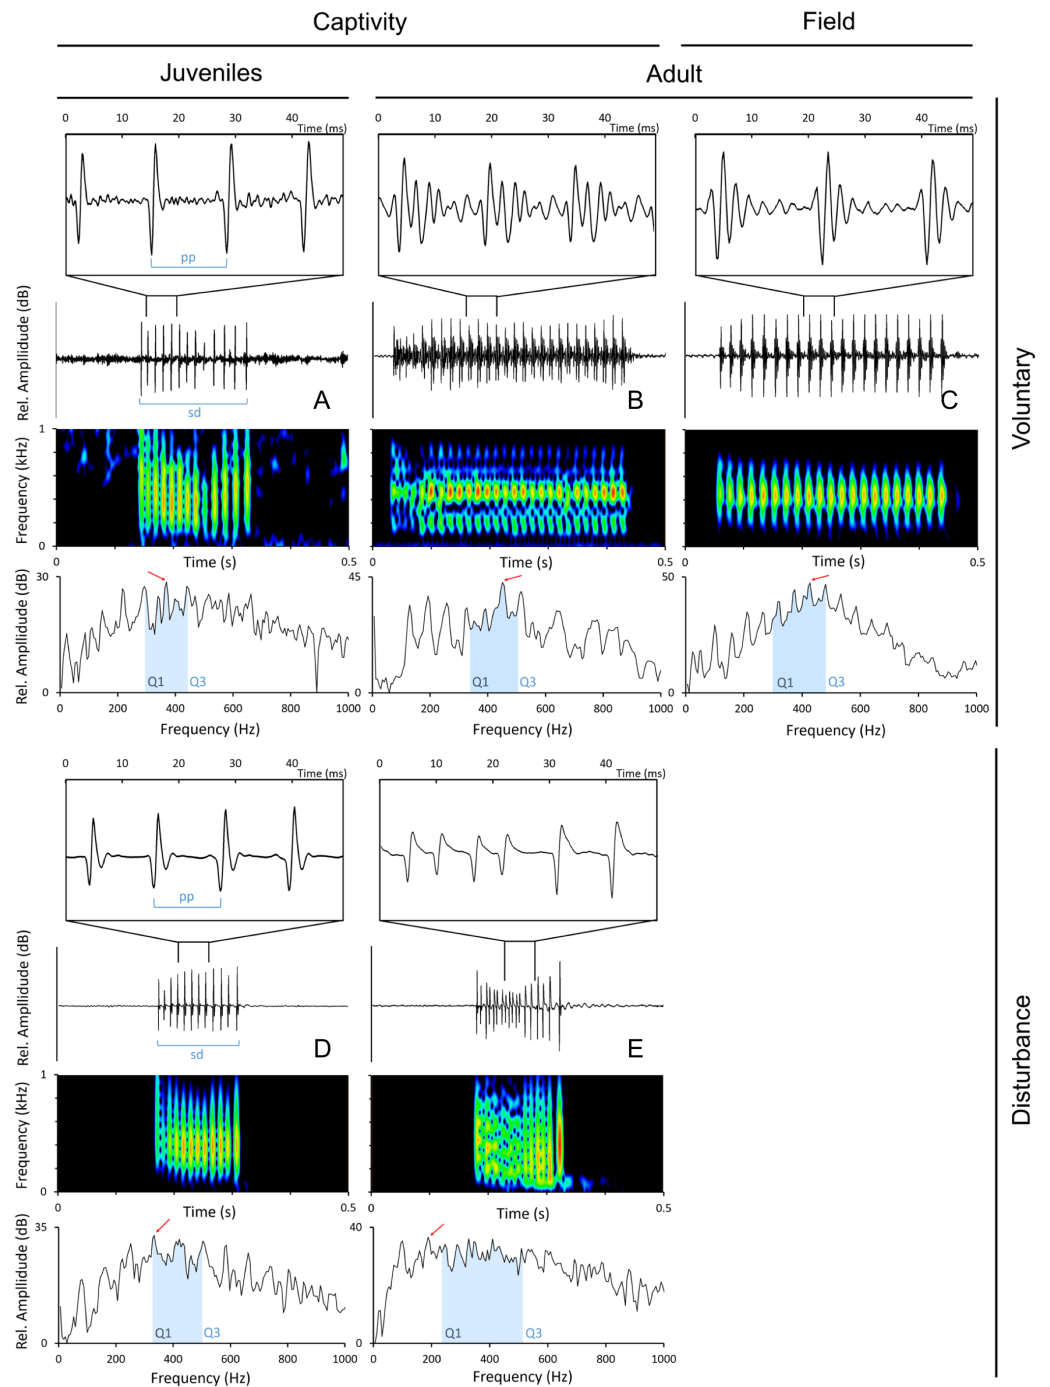 Captivity Field
Juveniles Adult
0 10 20 30 40 0 10 20 30 40 0 10 20 30 40
Time (ms) Time (ms) Time (ms)
pp
Rel. Ampllidude (dB)
A B C
sd
Voluntary
Frequency (kHz)
1
0
0 Time (s) 0.5 0 Time (s) 0.5 0 Time (s) 0.5
Rel. Ampllidude (dB)
30 45 50
Q1 Q3 Q1 Q3 Q1 Q3
0 0 0
0 200 400 600 800 1000 0 200 400 600 800 1000 0 200 400 600 800 1000
Frequency (Hz) Frequency (Hz) Frequency (Hz)
0 10 20 30 40 0 10 20 30 40
Time (ms) Time (ms)
pp
Rel. Ampllidude (dB)
D E
sd
Disturbance
Frequency (kHz)
1
0
0 Time (s) 0.5 Time (s) 0.5
Rel. Ampllidude (dB)
35 40
Q1 Q3 Q1 Q3
0 0
0 200 400 600 800 1000 0 200 400 600 800 1000
Frequency (Hz) Frequency (Hz)